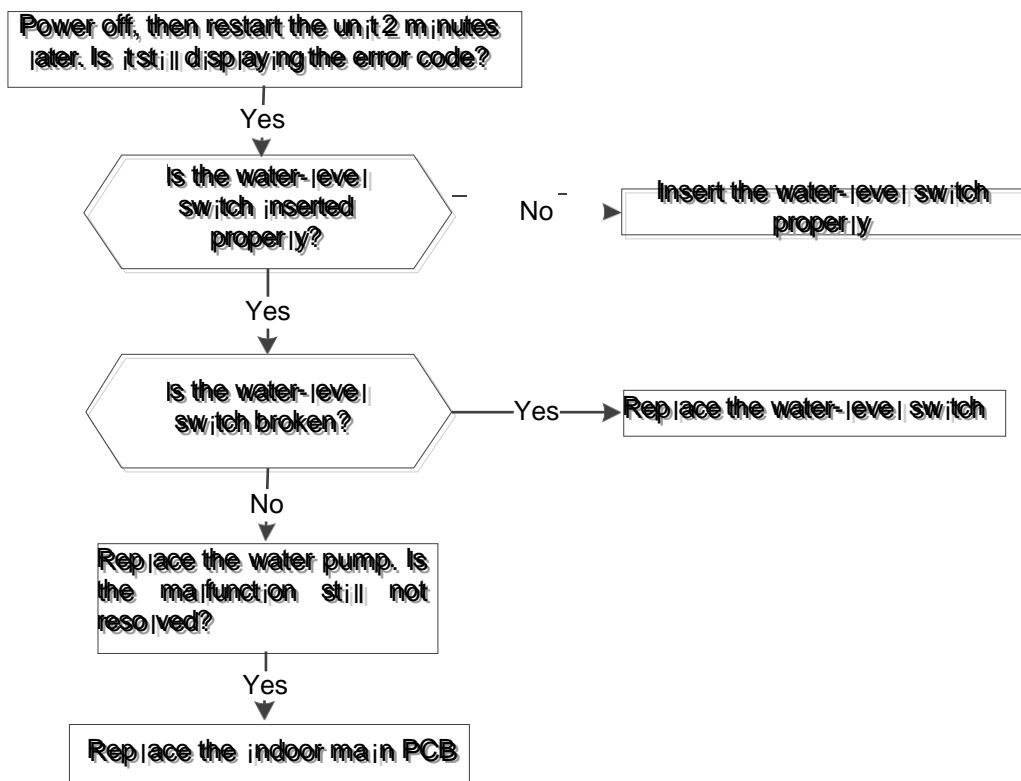 Power off, then restart the unit 2 minutes
later. Is it still displaying the error code?
Yes
Is the water-level
switch inserted
properly?
No
Insert the water-level switch
properly
Yes
Is the water-level
switch broken?
Yes
Replace the water-level switch
No
Replace the water pump. Is
the malfunction still not
resolved?
Yes
Replace the indoor main PCB